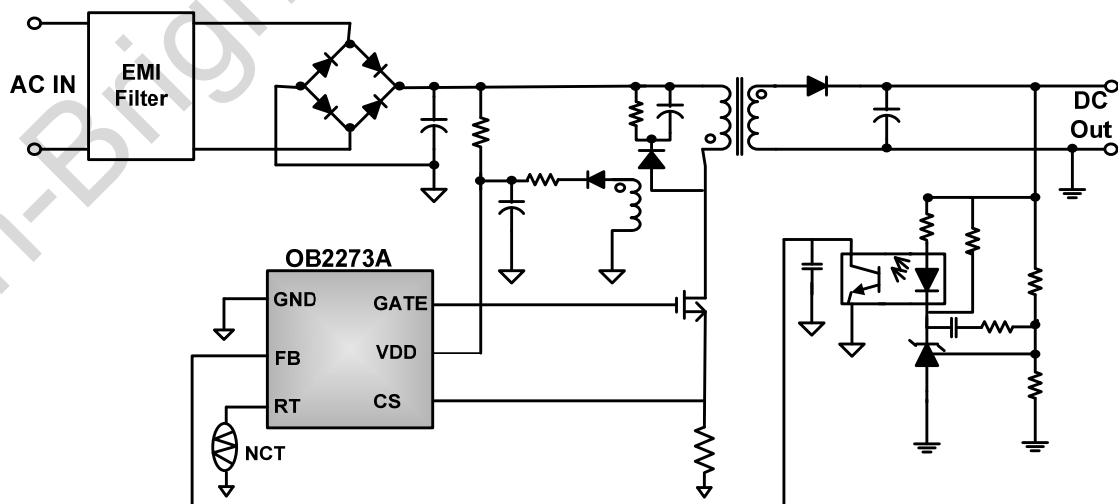 AC IN
EMI
Filter
DC
Out
OB2273A
GND
GATE
FB
VDD
RT
CS
NCT